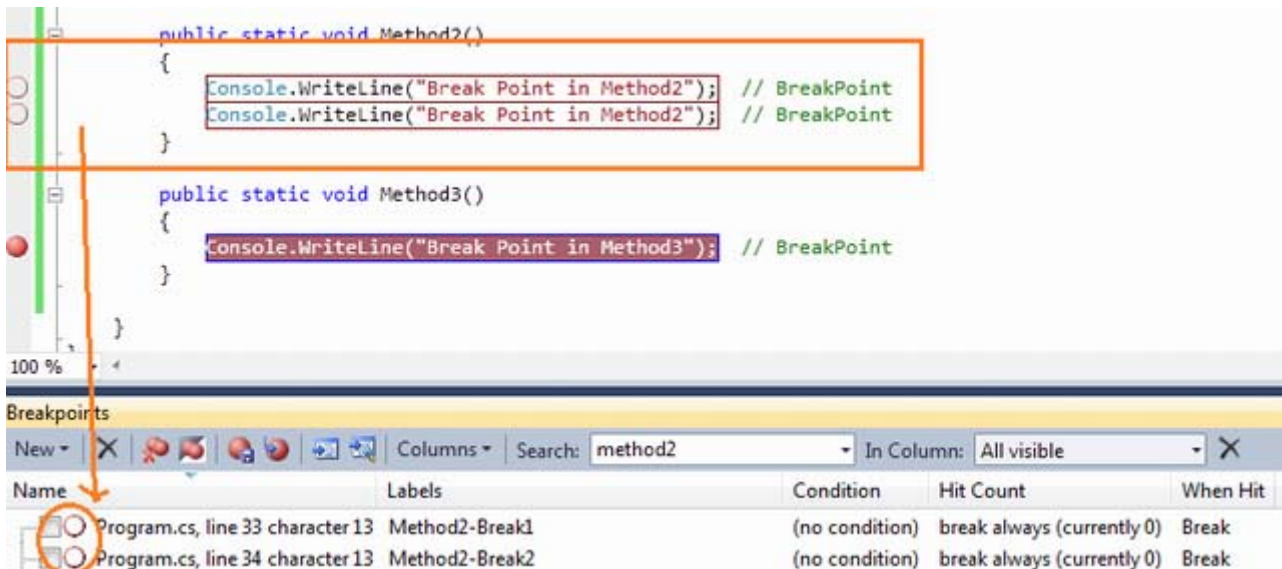 public static void Method2()
{
Console.WriteLine("Break Point in Method2"); // BreakPoint
Console.WriteLine("Break Point in Method2"); // BreakPoint
}
public static void Method3()
{
Console.WriteLine("Break Point in Method3"); // BreakPoint
}
}
100 %
Breakpoints
New Columns Search: method2 In Column: All visible
Name Labels Condition Hit Count When Hit
Program.cs, line 33 character 13 Method2-Break1 (no condition) break always (currently 0) Break
Program.cs, line 34 character 13 Method2-Break2 (no condition) break always (currently 0) Break